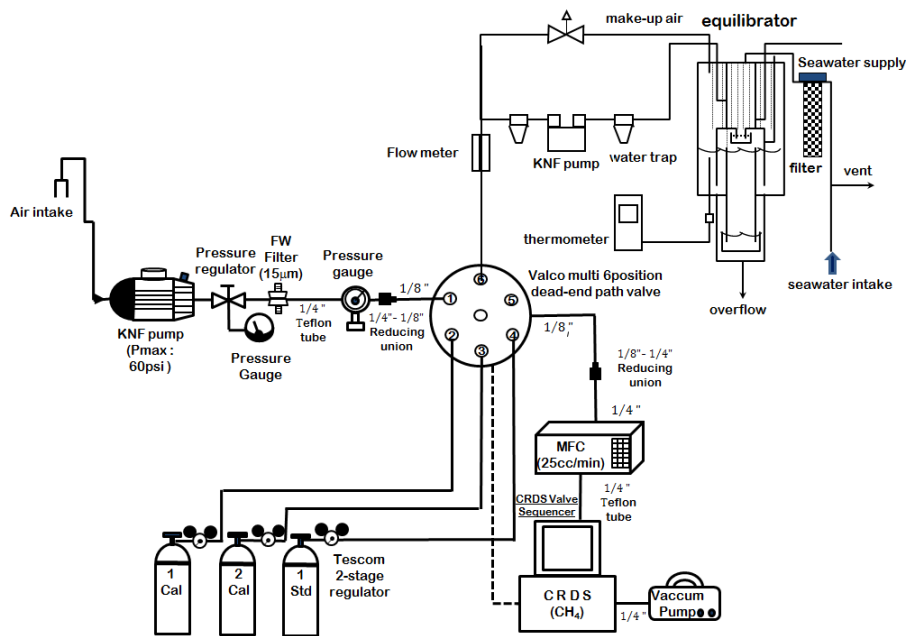 make-up air
equilibrator
Seawater supply
Flow meter
KNF pump
water trap
filter
vent
Air intake
thermometer
seawater intake
overflow
Pressure
regulator
FW
Filter
(15μm)
Pressure
gauge
1/8"
KNF pump
(Pmax :
60psi )
Pressure
Gauge
1/4"
Teflon
tube
1/4"- 1/8"
Reducing
union
1
2
3
4
5
6
Valco multi 6position
dead-end path valve
1/8"
1/8"- 1/4"
Reducing
union
1/4"
MFC
(25cc/min)
CRDS Valve
Sequencer
1/4"
Teflon
tube
1
Cal
2
Cal
1
Std
Tescom
2-stage
regulator
C R D S
(CH₄)
1/4"
Vaccum
Pump